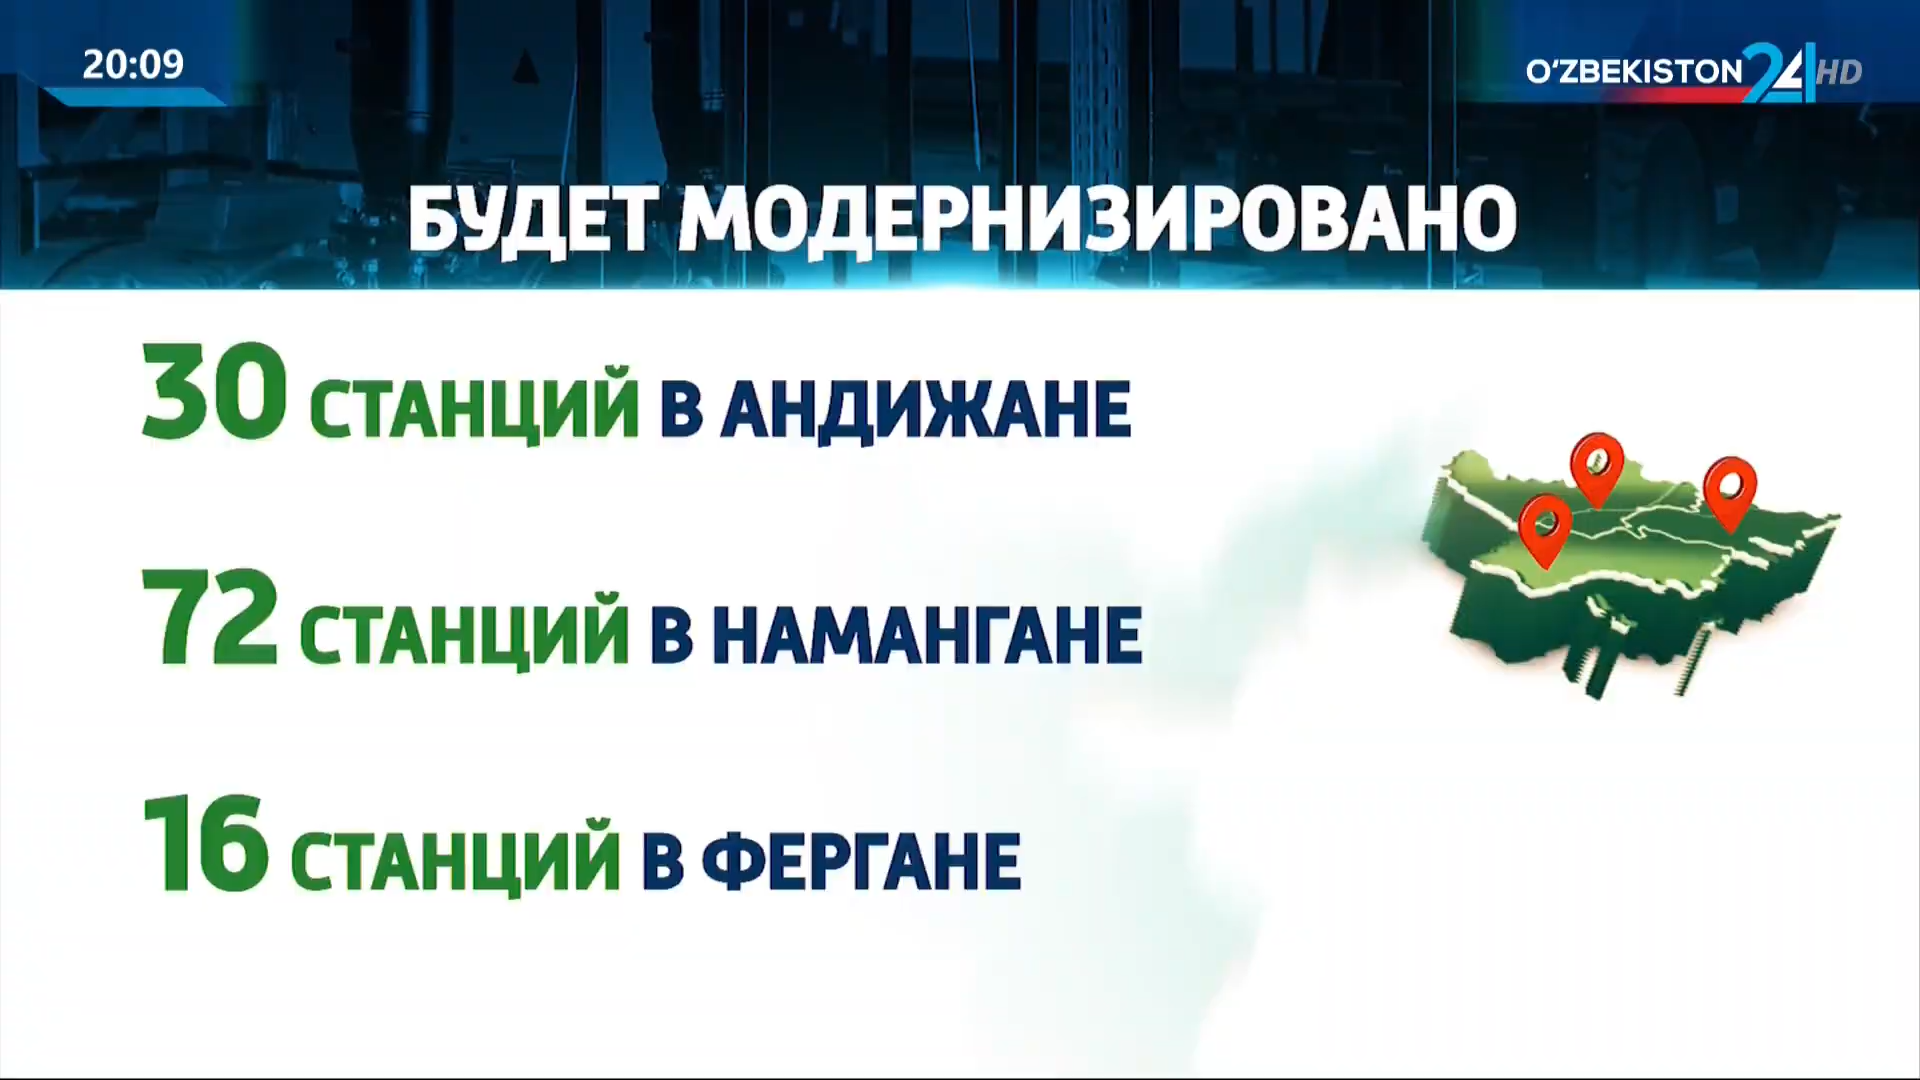 20:09
O‘ZBEKISTON 24 HD
БУДЕТ МОДЕРНИЗИРОВАНО
30 СТАНЦИЙ В АНДИЖАНЕ
72 СТАНЦИЙ В НАМАНГАНЕ
16 СТАНЦИЙ В ФЕРГАНЕ